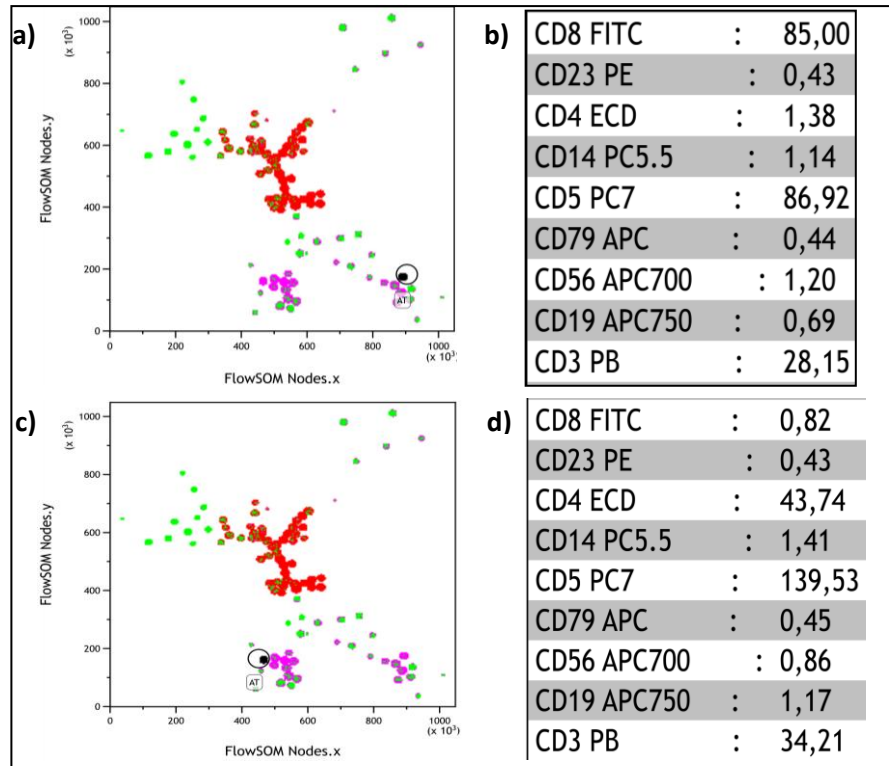 a)
(x 10³)
1000
800
600
400
200
0
FlowSOM Nodes.y
AT
0 200 400 600 800 1000
(x 10³)
FlowSOM Nodes.x
b)
CD8 FITC : 85,00
CD23 PE : 0,43
CD4 ECD : 1,38
CD14 PC5.5 : 1,14
CD5 PC7 : 86,92
CD79 APC : 0,44
CD56 APC700 : 1,20
CD19 APC750 : 0,69
CD3 PB : 28,15
c)
(x 10³)
1000
800
600
400
200
0
FlowSOM Nodes.y
AT
0 200 400 600 800 1000
(x 10³)
FlowSOM Nodes.x
d)
CD8 FITC : 0,82
CD23 PE : 0,43
CD4 ECD : 43,74
CD14 PC5.5 : 1,41
CD5 PC7 : 139,53
CD79 APC : 0,45
CD56 APC700 : 0,86
CD19 APC750 : 1,17
CD3 PB : 34,21